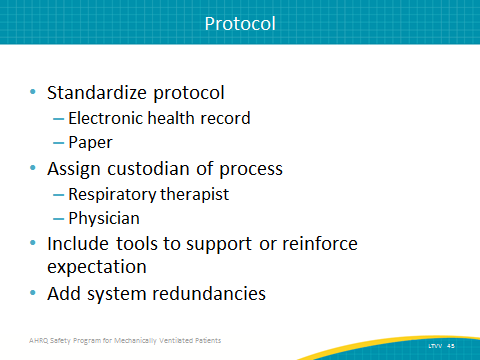 Protocol
• Standardize protocol
– Electronic health record
– Paper
• Assign custodian of process
– Respiratory therapist
– Physician
• Include tools to support or reinforce
expectation
• Add system redundancies
AHRQ Safety Program for Mechanically Ventilated Patients
LTVV 45